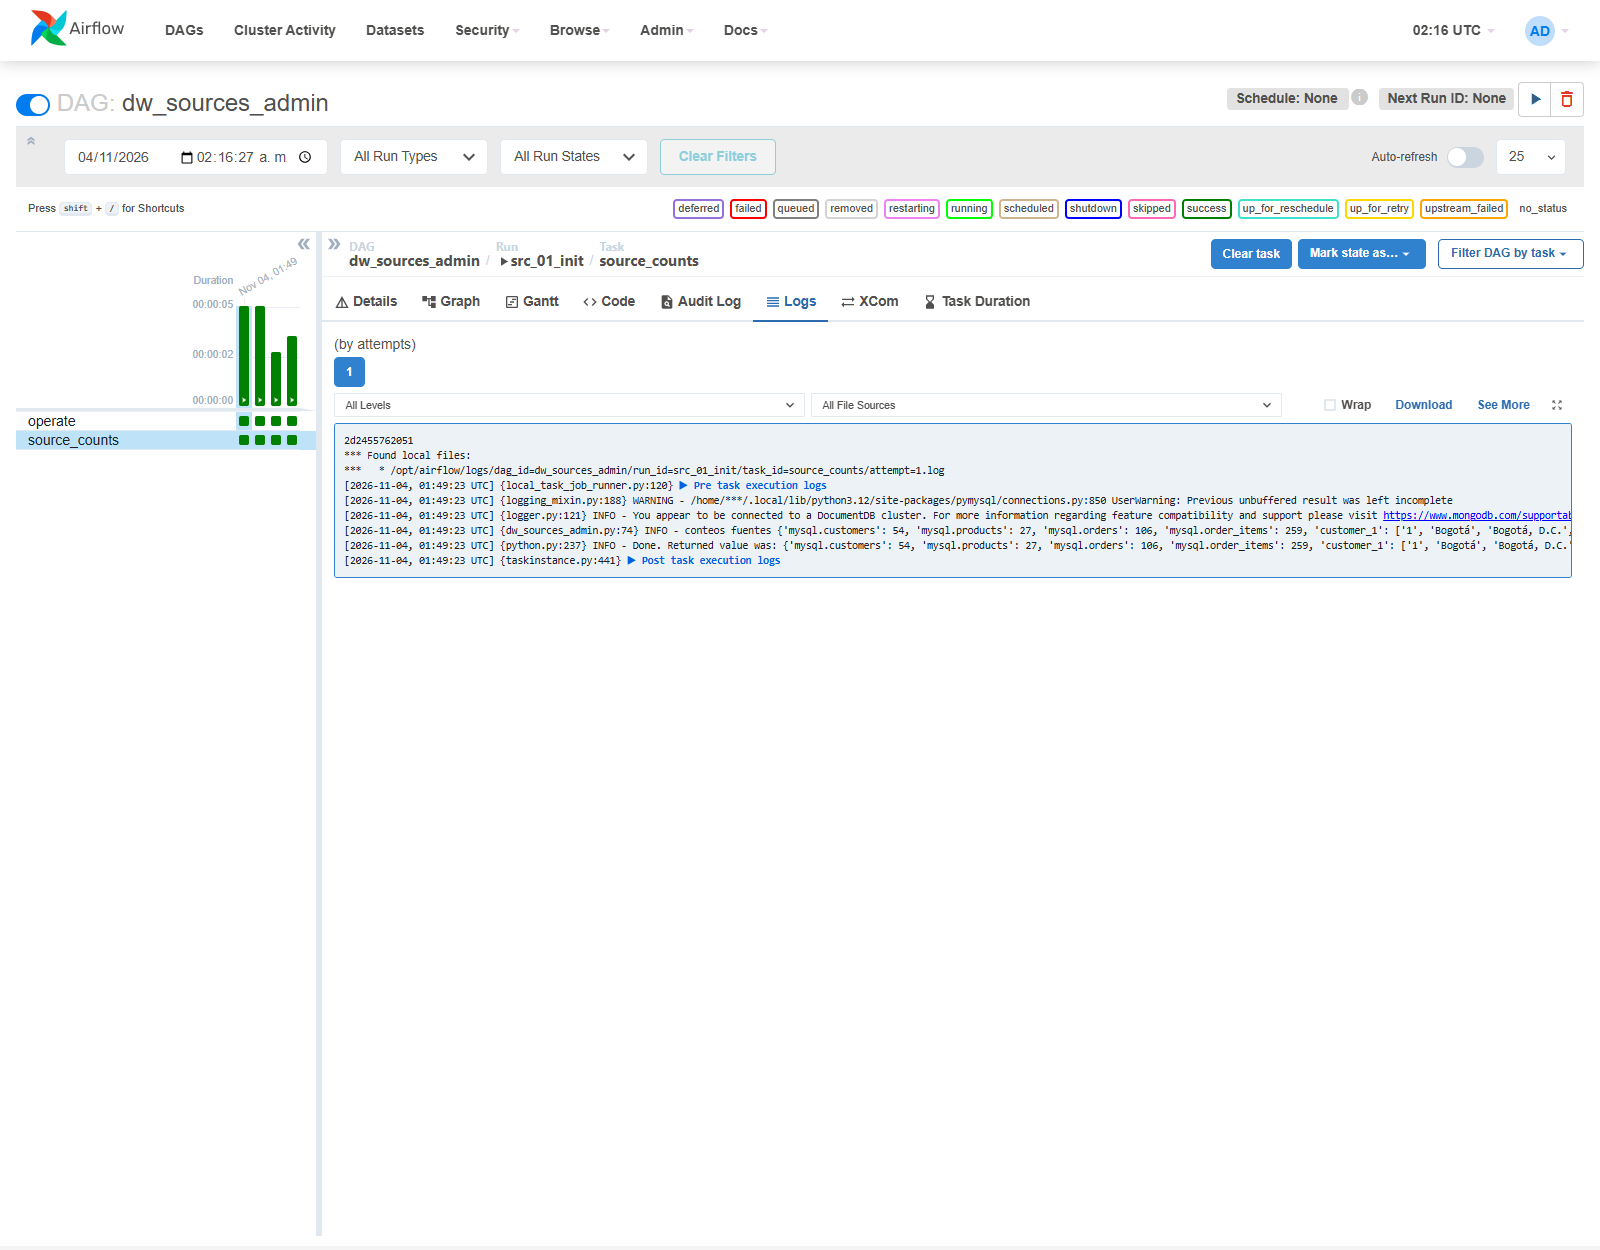 Airflow
DAGs
Cluster Activity
Datasets
Security
Browse
Admin
Docs
02:16 UTC
AD
DAG: dw_sources_admin
Schedule: None
i
Next Run ID: None
04/11/2026 02:16:27 a. m
All Run Types
All Run States
Clear Filters
Auto-refresh
25
Press shift + / for Shortcuts
deferred
failed
queued
removed
restarting
running
scheduled
shutdown
skipped
success
up_for_reschedule
up_for_retry
upstream_failed
no_status
Duration
Nov 04, 01:49
00:00:05
00:00:02
00:00:00
operate
source_counts
DAG
dw_sources_admin /
Run
src_01_init /
Task
source_counts
Clear task
Mark state as...
Filter DAG by task
Details
Graph
Gantt
Code
Audit Log
Logs
XCom
Task Duration
(by attempts)
1
All Levels
All File Sources
Wrap
Download
See More
2d2455762051
*** Found local files:
***   * /opt/airflow/logs/dag_id=dw_sources_admin/run_id=src_01_init/task_id=source_counts/attempt=1.log
[2026-11-04, 01:49:23 UTC] {local_task_job_runner.py:120} ▶ Pre task execution logs
[2026-11-04, 01:49:23 UTC] {logging_mixin.py:188} WARNING - /home/***/.local/lib/python3.12/site-packages/pymysql/connections.py:850 UserWarning: Previous unbuffered result was left incomplete
[2026-11-04, 01:49:23 UTC] {logger.py:121} INFO - You appear to be connected to a DocumentDB cluster. For more information regarding feature compatibility and support please visit https://www.mongodb.com/supportab
[2026-11-04, 01:49:23 UTC] {dw_sources_admin.py:74} INFO - conteos fuentes {'mysql.customers': 54, 'mysql.products': 27, 'mysql.orders': 106, 'mysql.order_items': 259, 'customer_1': ['1', 'Bogotá', 'Bogotá, D.C.',
[2026-11-04, 01:49:23 UTC] {python.py:237} INFO - Done. Returned value was: {'mysql.customers': 54, 'mysql.products': 27, 'mysql.orders': 106, 'mysql.order_items': 259, 'customer_1': ['1', 'Bogotá', 'Bogotá, D.C.'
[2026-11-04, 01:49:23 UTC] {taskinstance.py:441} ▶ Post task execution logs